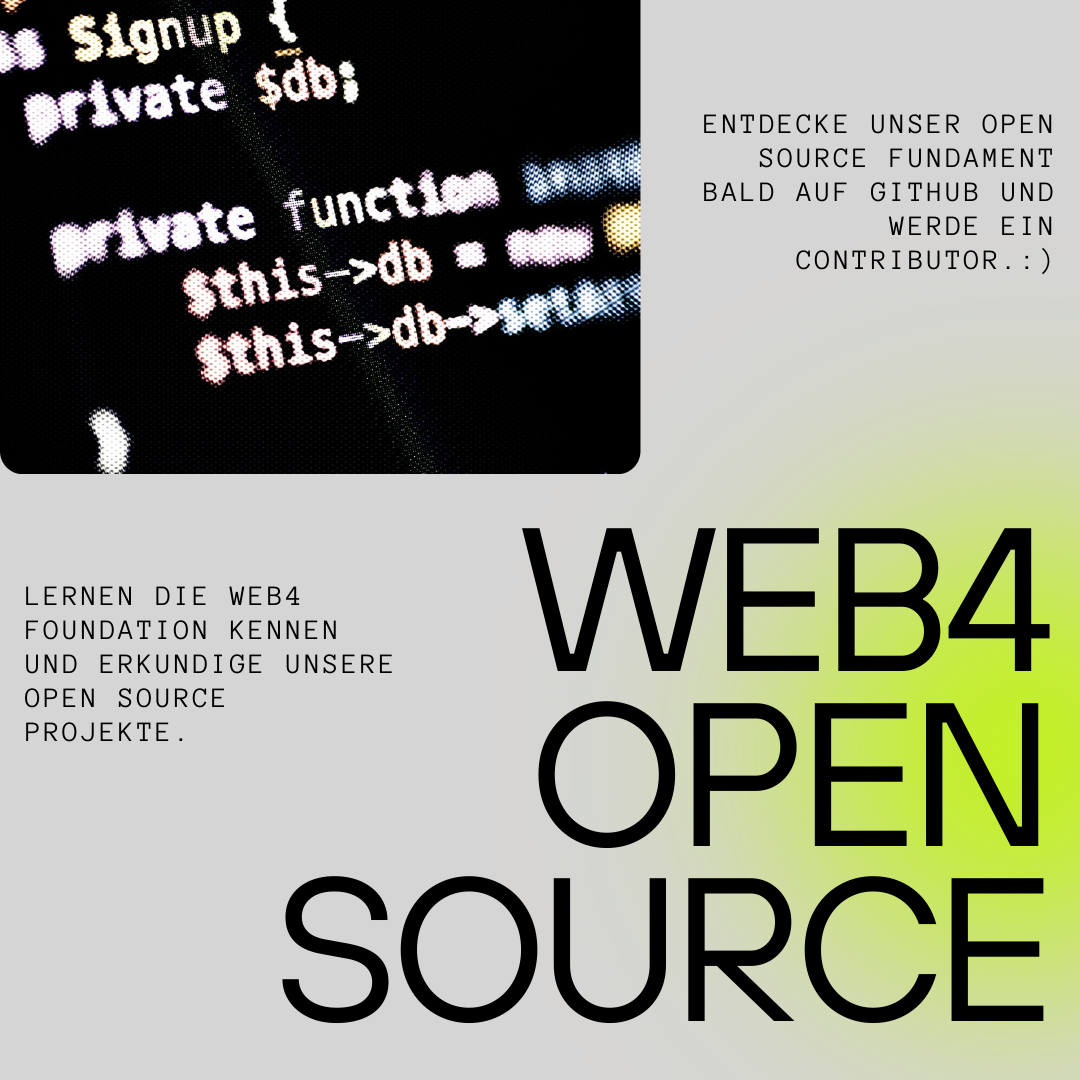 Signup {
private $db;
private function
$this->db =
$this->db->
}
ENTDECKE UNSER OPEN
SOURCE FUNDAMENT
BALD AUF GITHUB UND
WERDE EIN
CONTRIBUTOR.:)
LERNEN DIE WEB4
FOUNDATION KENNEN
UND ERKUNDIGE UNSERE
OPEN SOURCE
PROJEKTE.
WEB4
OPEN
SOURCE